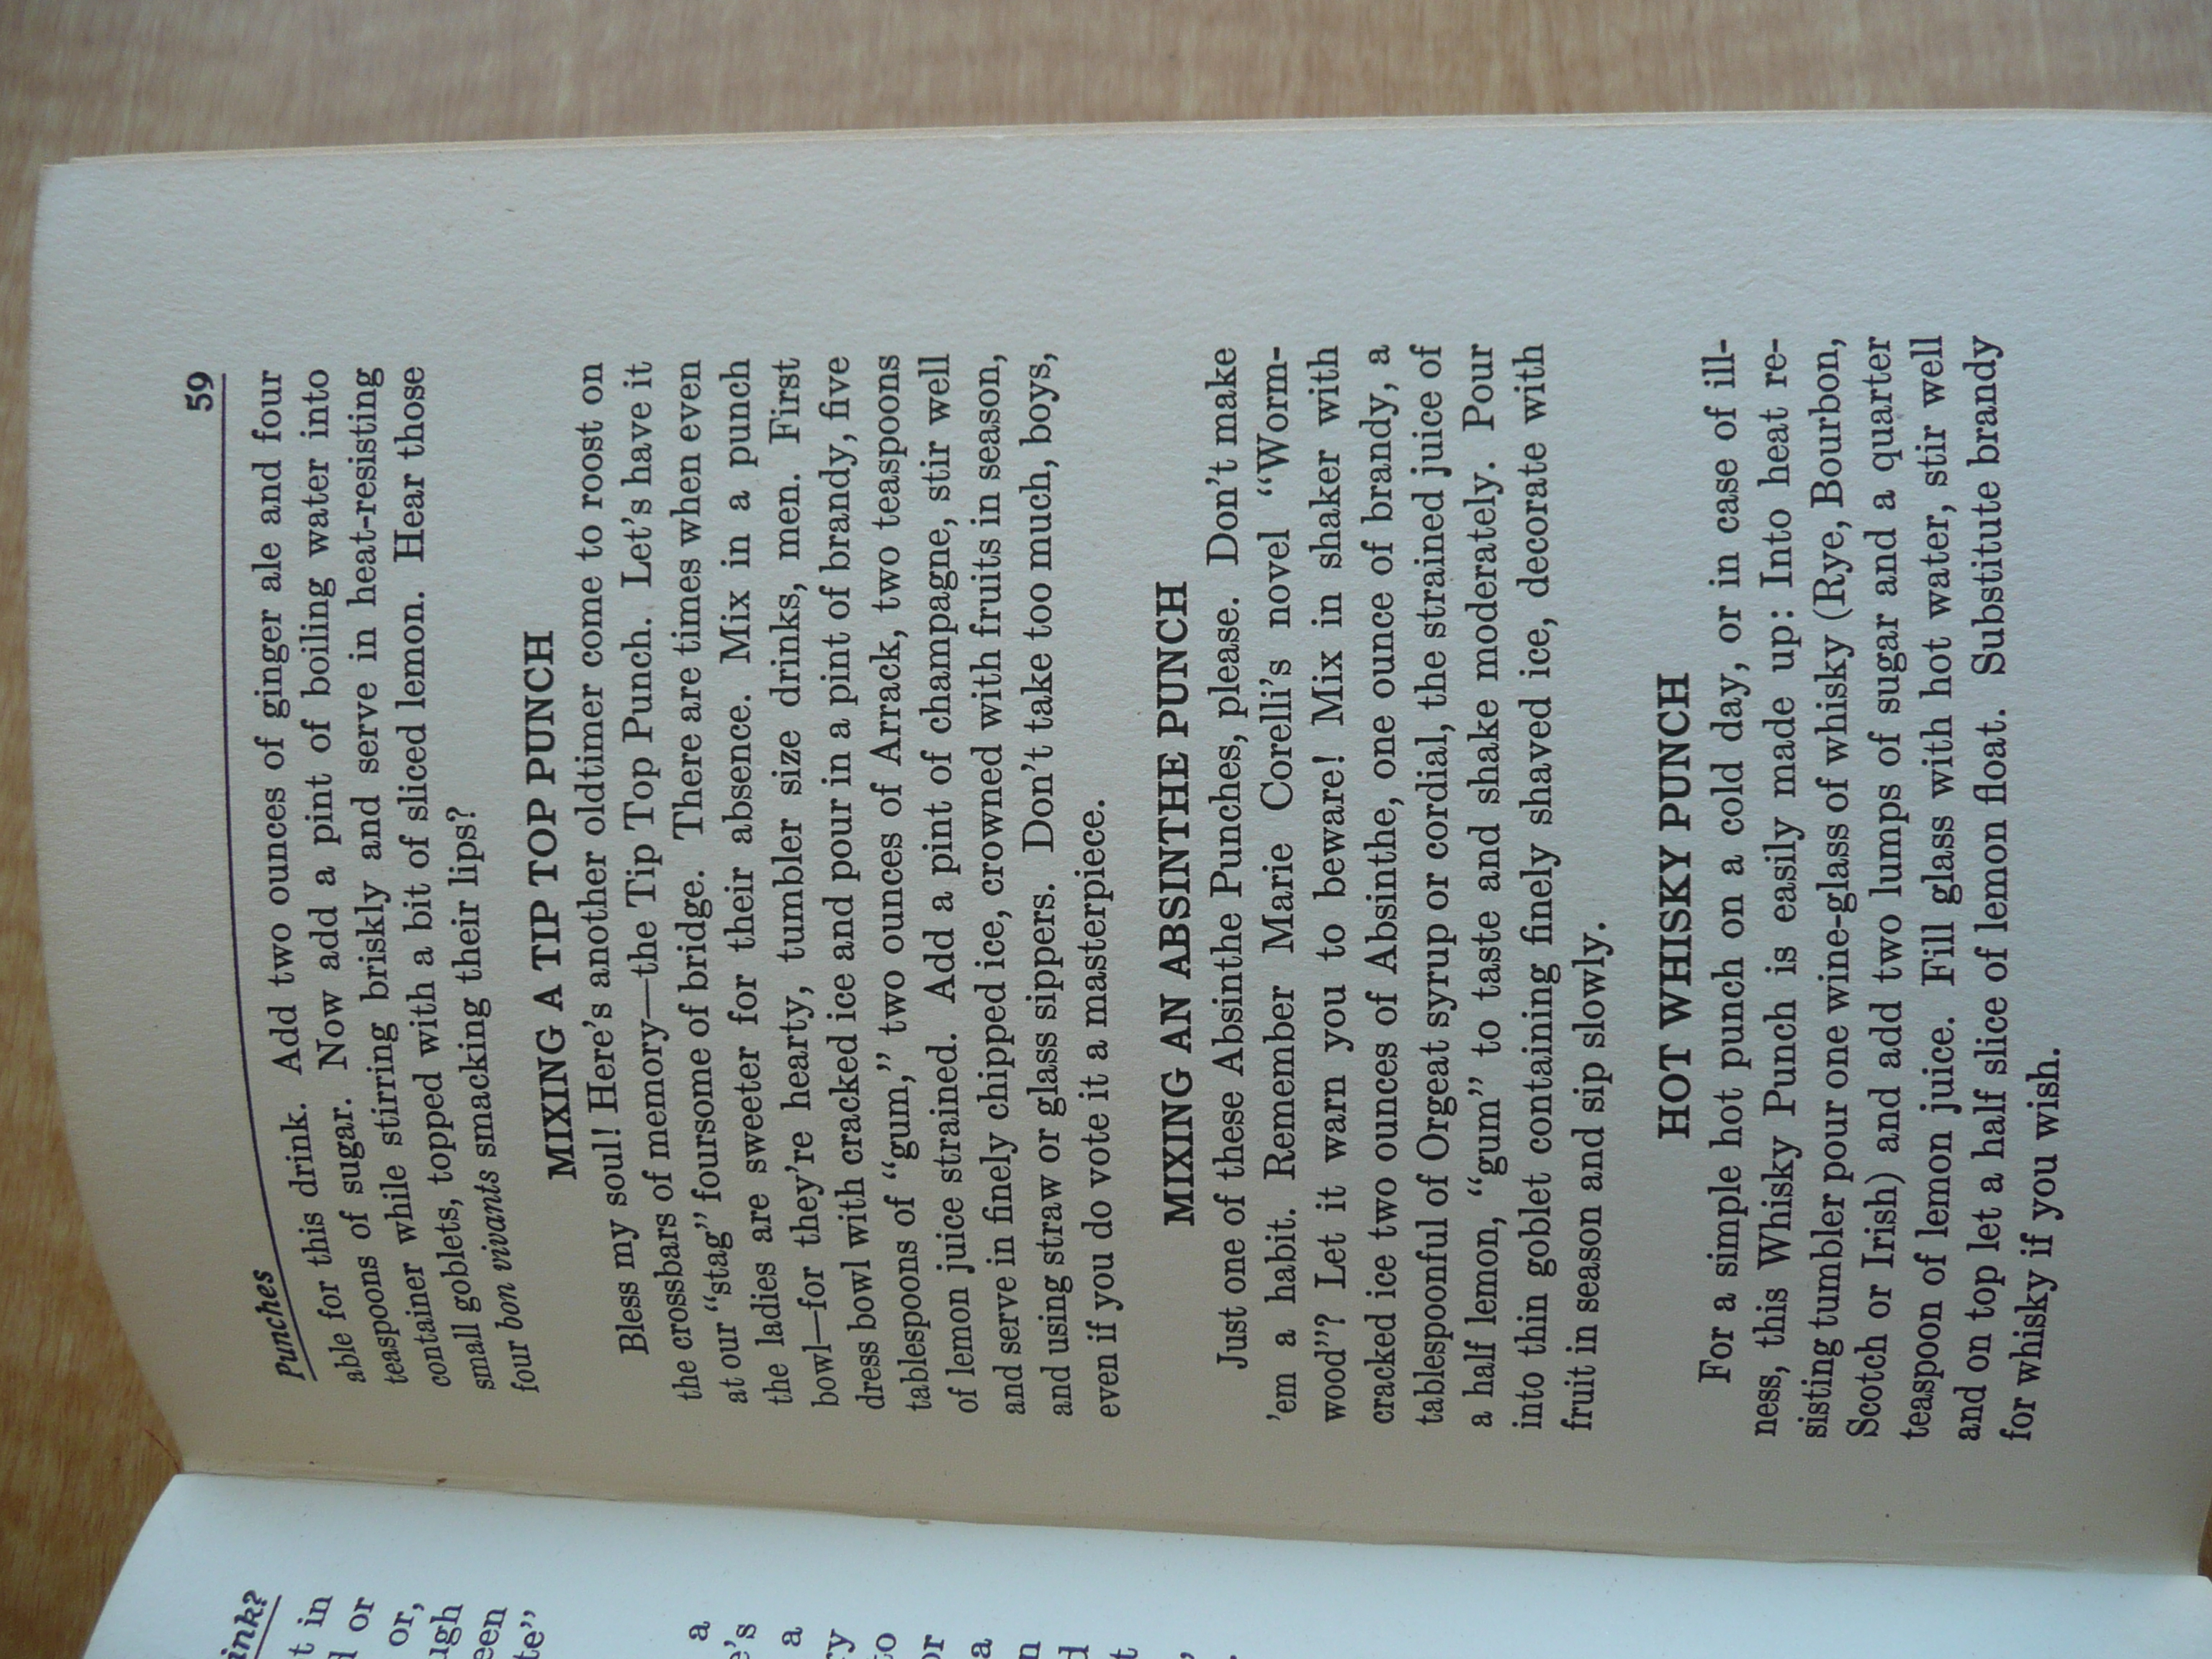 ink?
t in
d or
or,
ugh
een
te”
a
e’s
a
ry
to
or
a
n
d
t
Punches 59
able for this drink. Add two ounces of ginger ale and four
teaspoons of sugar. Now add a pint of boiling water into
container while stirring briskly and serve in heat-resisting
small goblets, topped with a bit of sliced lemon. Hear those
four bon vivants smacking their lips?
MIXING A TIP TOP PUNCH
Bless my soul! Here’s another oldtimer come to roost on
the crossbars of memory—the Tip Top Punch. Let’s have it
at our “stag” foursome of bridge. There are times when even
the ladies are sweeter for their absence. Mix in a punch
bowl—for they’re hearty, tumbler size drinks, men. First
dress bowl with cracked ice and pour in a pint of brandy, five
tablespoons of “gum,” two ounces of Arrack, two teaspoons
of lemon juice strained. Add a pint of champagne, stir well
and serve in finely chipped ice, crowned with fruits in season,
and using straw or glass sippers. Don’t take too much, boys,
even if you do vote it a masterpiece.
MIXING AN ABSINTHE PUNCH
Just one of these Absinthe Punches, please. Don’t make
’em a habit. Remember Marie Corelli’s novel “Worm-
wood”? Let it warn you to beware! Mix in shaker with
cracked ice two ounces of Absinthe, one ounce of brandy, a
tablespoonful of Orgeat syrup or cordial, the strained juice of
a half lemon, “gum” to taste and shake moderately. Pour
into thin goblet containing finely shaved ice, decorate with
fruit in season and sip slowly.
HOT WHISKY PUNCH
For a simple hot punch on a cold day, or in case of ill-
ness, this Whisky Punch is easily made up: Into heat re-
sisting tumbler pour one wine-glass of whisky (Rye, Bourbon,
Scotch or Irish) and add two lumps of sugar and a quarter
teaspoon of lemon juice. Fill glass with hot water, stir well
and on top let a half slice of lemon float. Substitute brandy
for whisky if you wish.